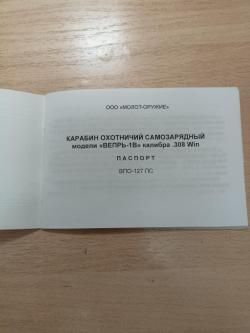 ООО «МОЛОТ-ОРУЖИЕ»
КАРАБИН ОХОТНИЧИЙ САМОЗАРЯДНЫЙ
модели «ВЕПРЬ-1В» калибра .308 Win
ПАСПОРТ
ВПО-127 ПС